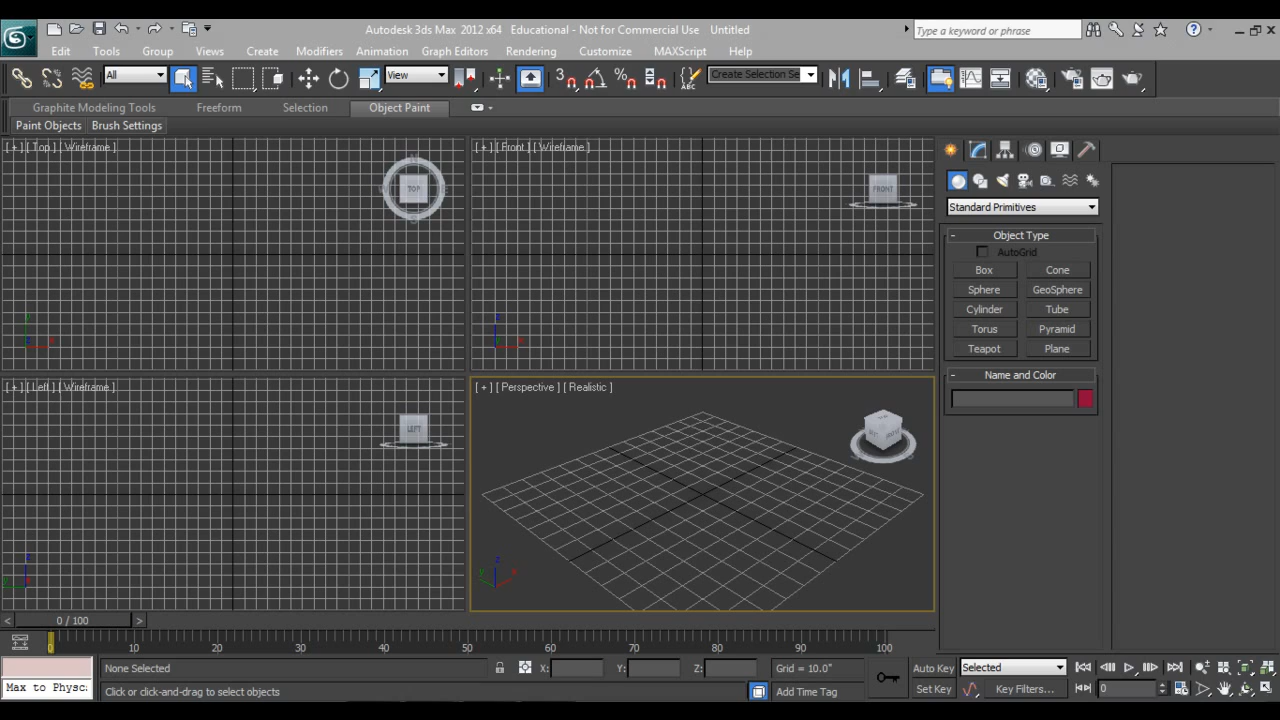 Autodesk 3ds Max 2012 x64 Educational - Not for Commercial Use Untitled
Type a keyword or phrase
Edit Tools Group Views Create Modifiers Animation Graph Editors Rendering Customize MAXScript Help
All
View
3
Create Selection Se
ABC
Graphite Modeling Tools Freeform Selection Object Paint
Paint Objects Brush Settings
[ + ] [ Top ] [ Wireframe ]
TOP
[ + ] [ Front ] [ Wireframe ]
FRONT
Standard Primitives
Object Type
AutoGrid
Box Cone
Sphere GeoSphere
Cylinder Tube
Torus Pyramid
Teapot Plane
Name and Color
y
z x
z
x
[ + ] [ Left ] [ Wireframe ]
LEFT
[ + ] [ Perspective ] [ Realistic ]
z
y
z
y x
< 0 / 100 >
0 10 20 30 40 50 60 70 80 90 100
None Selected X: Y: Z: Grid = 10.0" Auto Key Selected
Max to Physc
Click or click-and-drag to select objects Add Time Tag Set Key Key Filters... 0